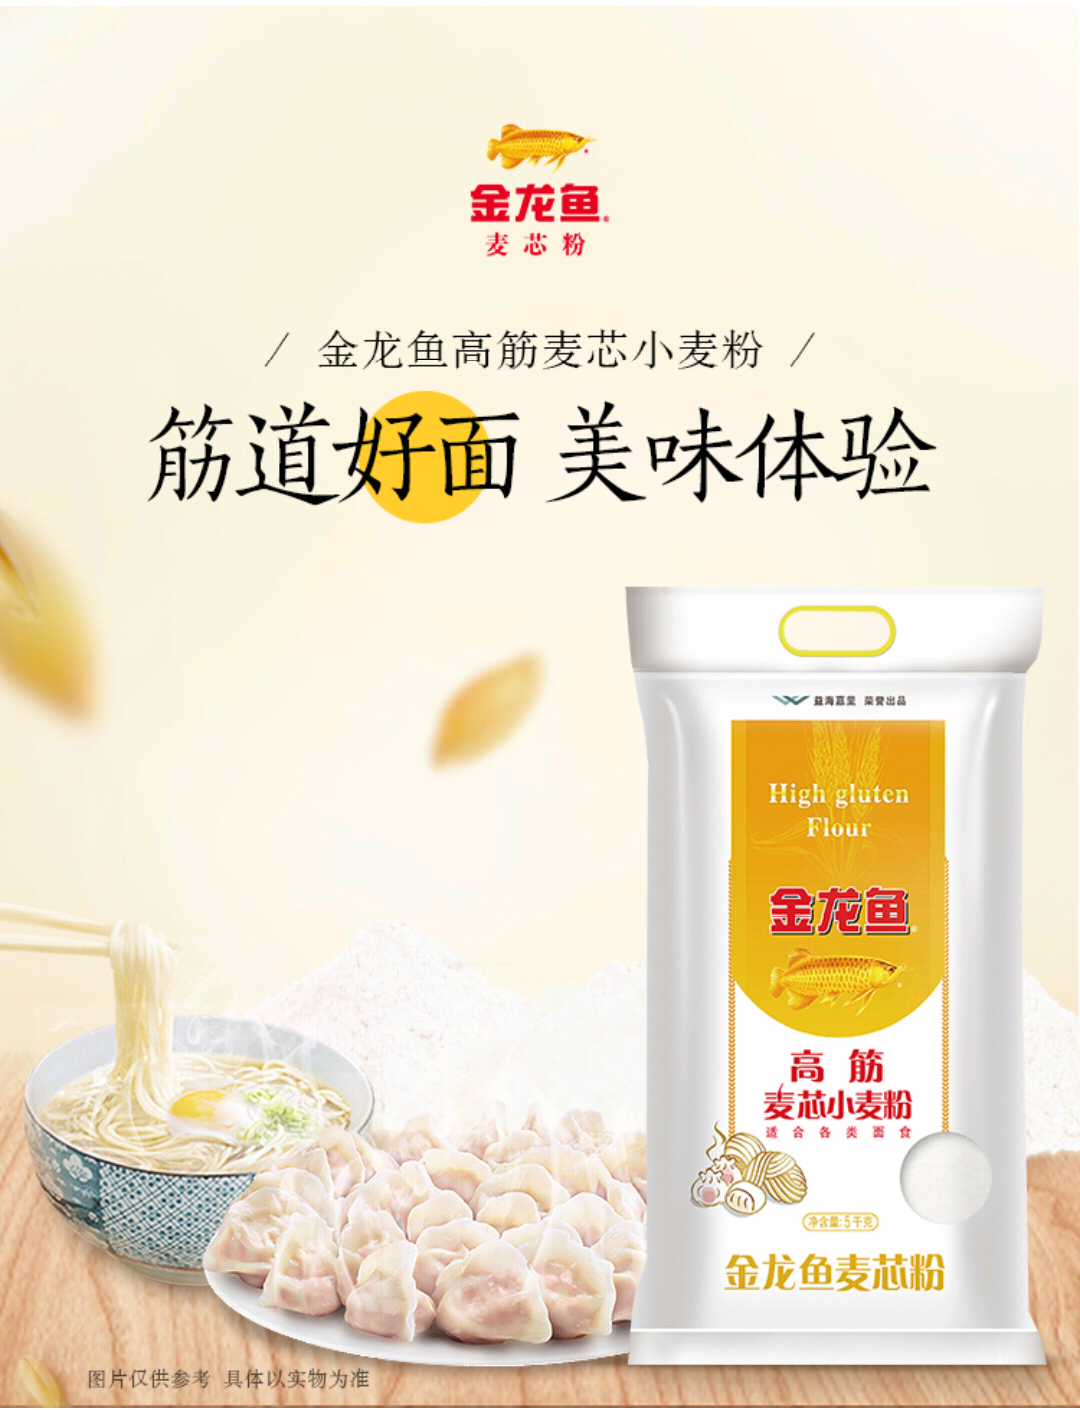 金龙鱼
麦芯粉
金龙鱼高筋麦芯小麦粉
筋道好面 美味体验
益海嘉里 荣誉出品
High gluten
Flour
金龙鱼
高筋
麦芯小麦粉
适合各类面食
净含量:5千克
金龙鱼麦芯粉
图片仅供参考 具体以实物为准